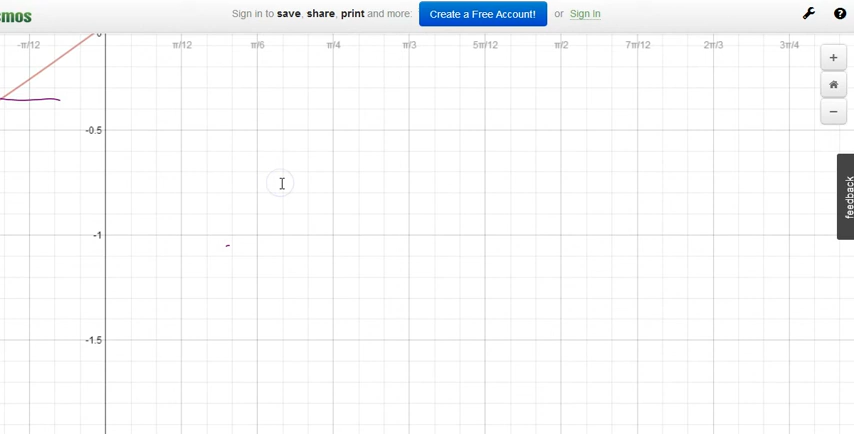 smos Sign in to save, share, print and more: Create a Free Account! or Sign In
-π/12 0 π/12 π/6 π/4 π/3 5π/12 π/2 7π/12 2π/3 3π/4
+
-0.5
−
feedback
-1
-1.5